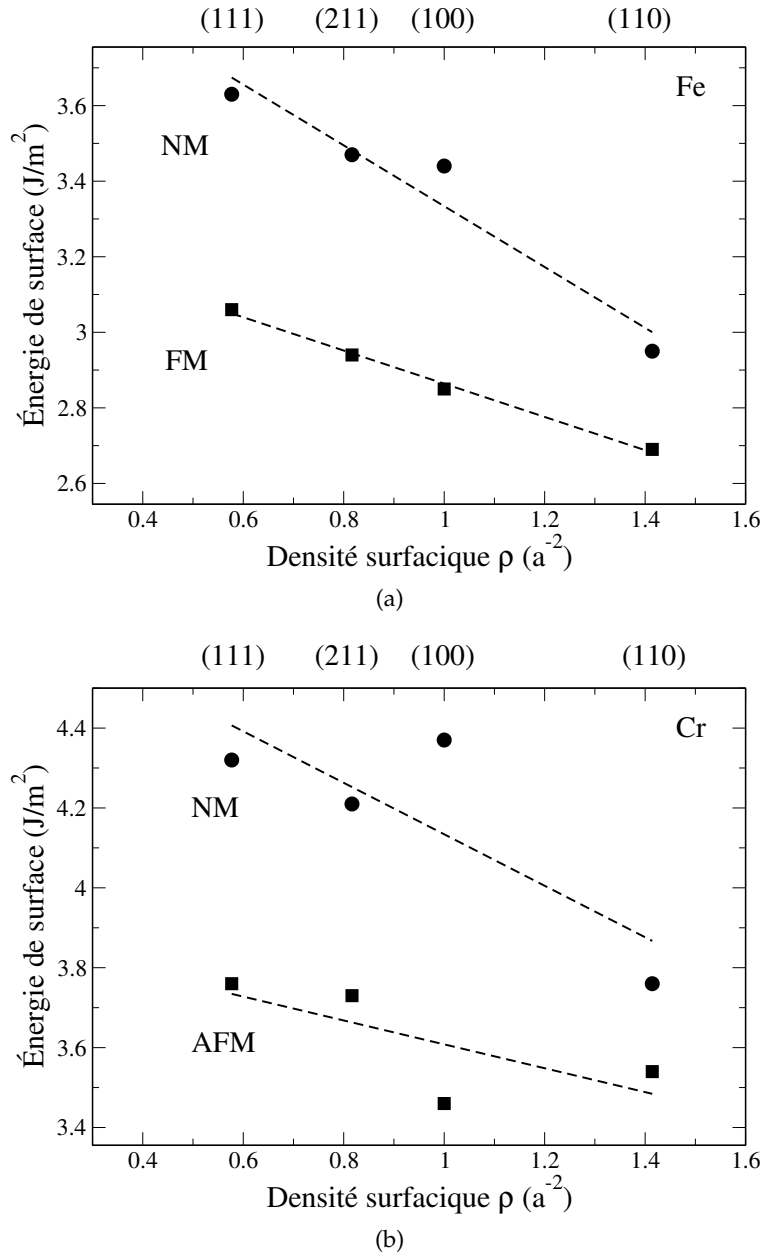 (111) (211) (100) (110)
Fe
3.6
NM
3.4
3.2
3
FM
2.8
2.6
Énergie de surface (J/m²)
0.4 0.6 0.8 1 1.2 1.4 1.6
Densité surfacique ρ (a⁻²)
(a)
(111) (211) (100) (110)
Cr
4.4
NM
4.2
4
3.8
AFM
3.6
3.4
Énergie de surface (J/m²)
0.4 0.6 0.8 1 1.2 1.4 1.6
Densité surfacique ρ (a⁻²)
(b)